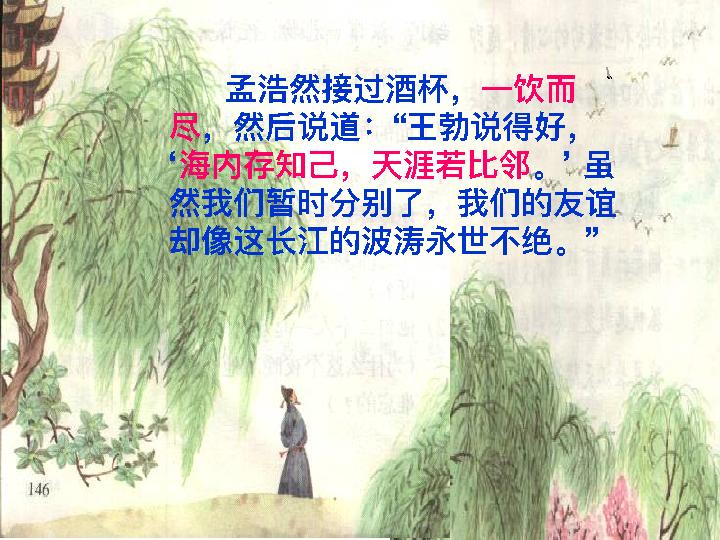 孟浩然接过酒杯，一饮而
尽，然后说道：“王勃说得好，
‘海内存知己，天涯若比邻。’虽
然我们暂时分别了，我们的友谊
却像这长江的波涛永世不绝。”
146